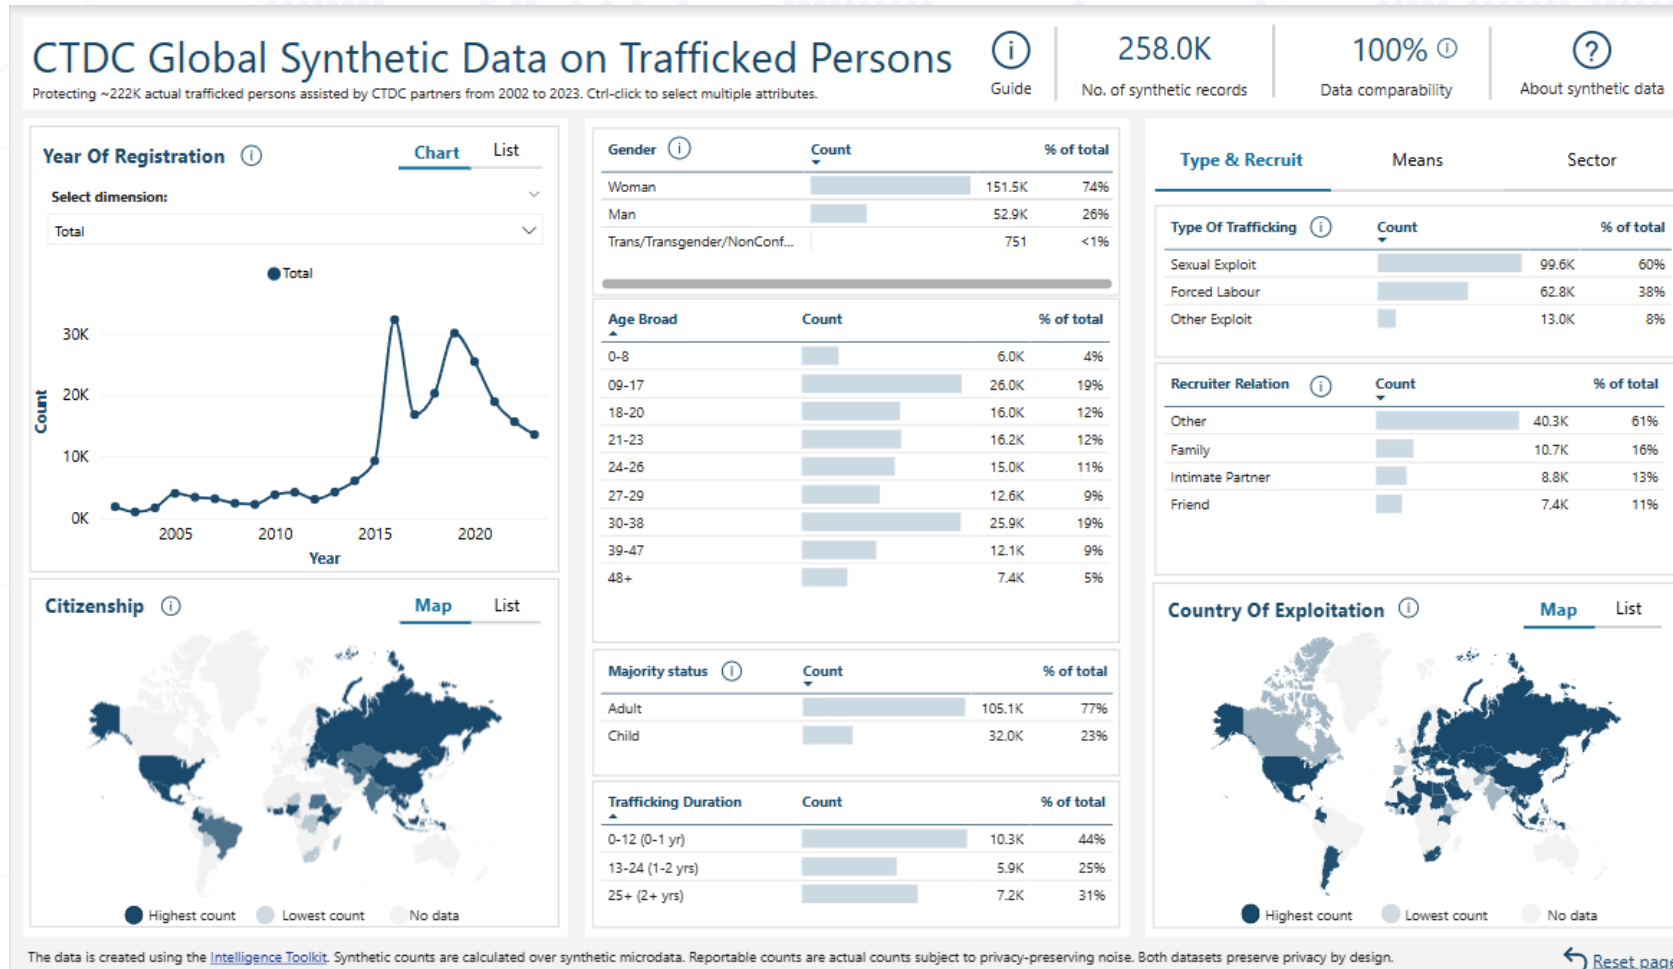 CTDC Global Synthetic Data on Trafficked Persons
Protecting ~222K actual trafficked persons assisted by CTDC partners from 2002 to 2023. Ctrl-click to select multiple attributes.
Guide
258.0K
No. of synthetic records
100%
Data comparability
About synthetic data
Year Of Registration
Chart List
Select dimension:
Total
Total
30K
20K
10K
0K
Count
2005 2010 2015 2020
Year
Citizenship
Map List
Highest count Lowest count No data
Gender Count % of total
Woman 151.5K 74%
Man 52.9K 26%
Trans/Transgender/NonConf... 751 <1%
Age Broad Count % of total
0-8 6.0K 4%
09-17 26.0K 19%
18-20 16.0K 12%
21-23 16.2K 12%
24-26 15.0K 11%
27-29 12.6K 9%
30-38 25.9K 19%
39-47 12.1K 9%
48+ 7.4K 5%
Majority status Count % of total
Adult 105.1K 77%
Child 32.0K 23%
Trafficking Duration Count % of total
0-12 (0-1 yr) 10.3K 44%
13-24 (1-2 yrs) 5.9K 25%
25+ (2+ yrs) 7.2K 31%
Type & Recruit Means Sector
Type Of Trafficking Count % of total
Sexual Exploit 99.6K 60%
Forced Labour 62.8K 38%
Other Exploit 13.0K 8%
Recruiter Relation Count % of total
Other 40.3K 61%
Family 10.7K 16%
Intimate Partner 8.8K 13%
Friend 7.4K 11%
Country Of Exploitation
Map List
Highest count Lowest count No data
The data is created using the Intelligence Toolkit. Synthetic counts are calculated over synthetic microdata. Reportable counts are actual counts subject to privacy-preserving noise. Both datasets preserve privacy by design.
Reset page